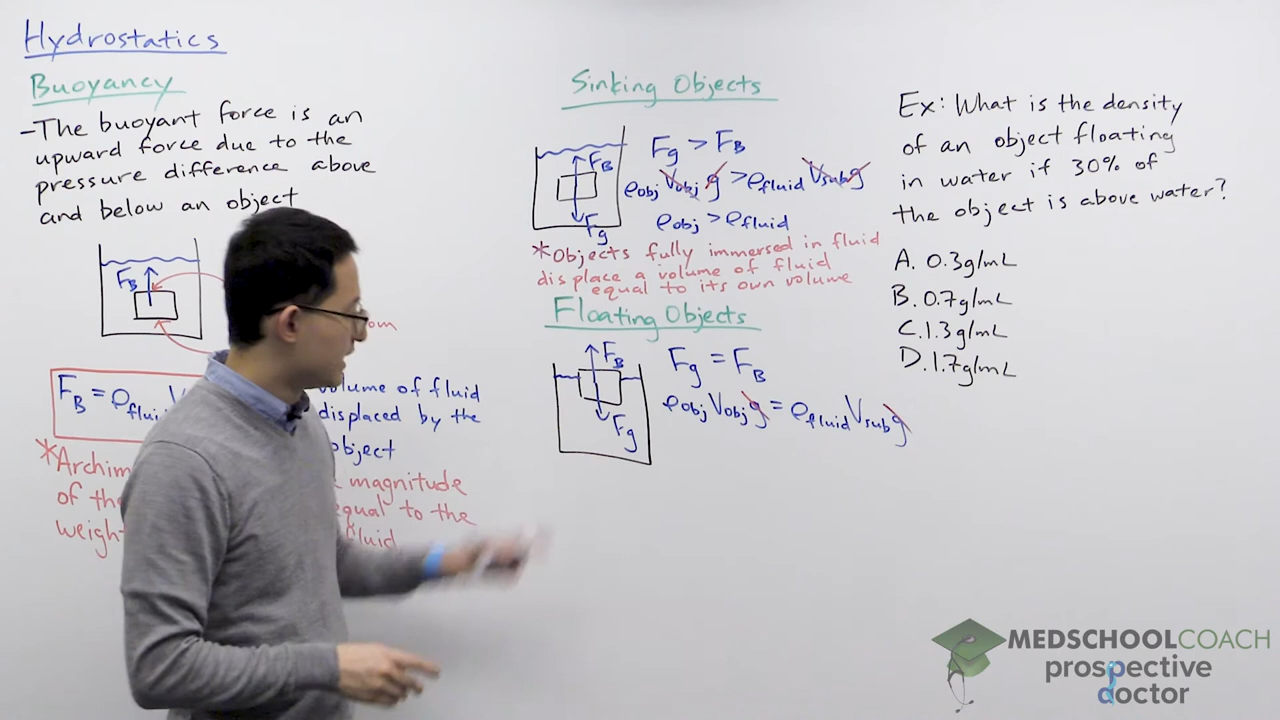 Hydrostatics
Buoyancy
-The buoyant force is an
upward force due to the
pressure difference above
and below an object
FB
om
FB = ρfluid V
volume of fluid
displaced by the
object
*Archim
magnitude
of the
equal to the
weight
fluid
Sinking Objects
FB
Fg
Fg > FB
ρobj Vobj g > ρfluid Vsub g
ρobj > ρfluid
*Objects fully immersed in fluid
displace a volume of fluid
equal to its own volume
Floating Objects
FB
Fg
Fg = FB
ρobj Vobj g = ρfluid Vsub g
Ex: What is the density
of an object floating
in water if 30% of
the object is above water?
A. 0.3g/mL
B. 0.7g/mL
C. 1.3g/mL
D. 1.7g/mL
MEDSCHOOLCOACH
prospective
doctor